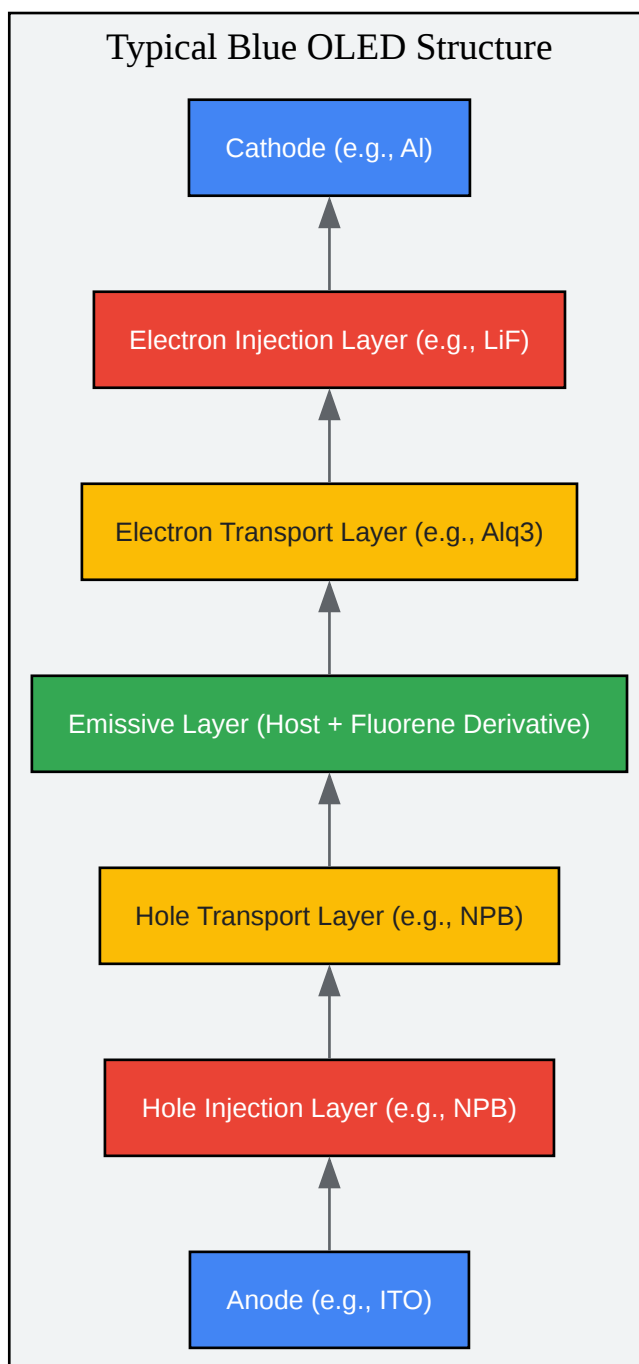 Typical Blue OLED Structure
Cathode (e.g., Al)
Electron Injection Layer (e.g., LiF)
Electron Transport Layer (e.g., Alq3)
Emissive Layer (Host + Fluorene Derivative)
Hole Transport Layer (e.g., NPB)
Hole Injection Layer (e.g., NPB)
Anode (e.g., ITO)